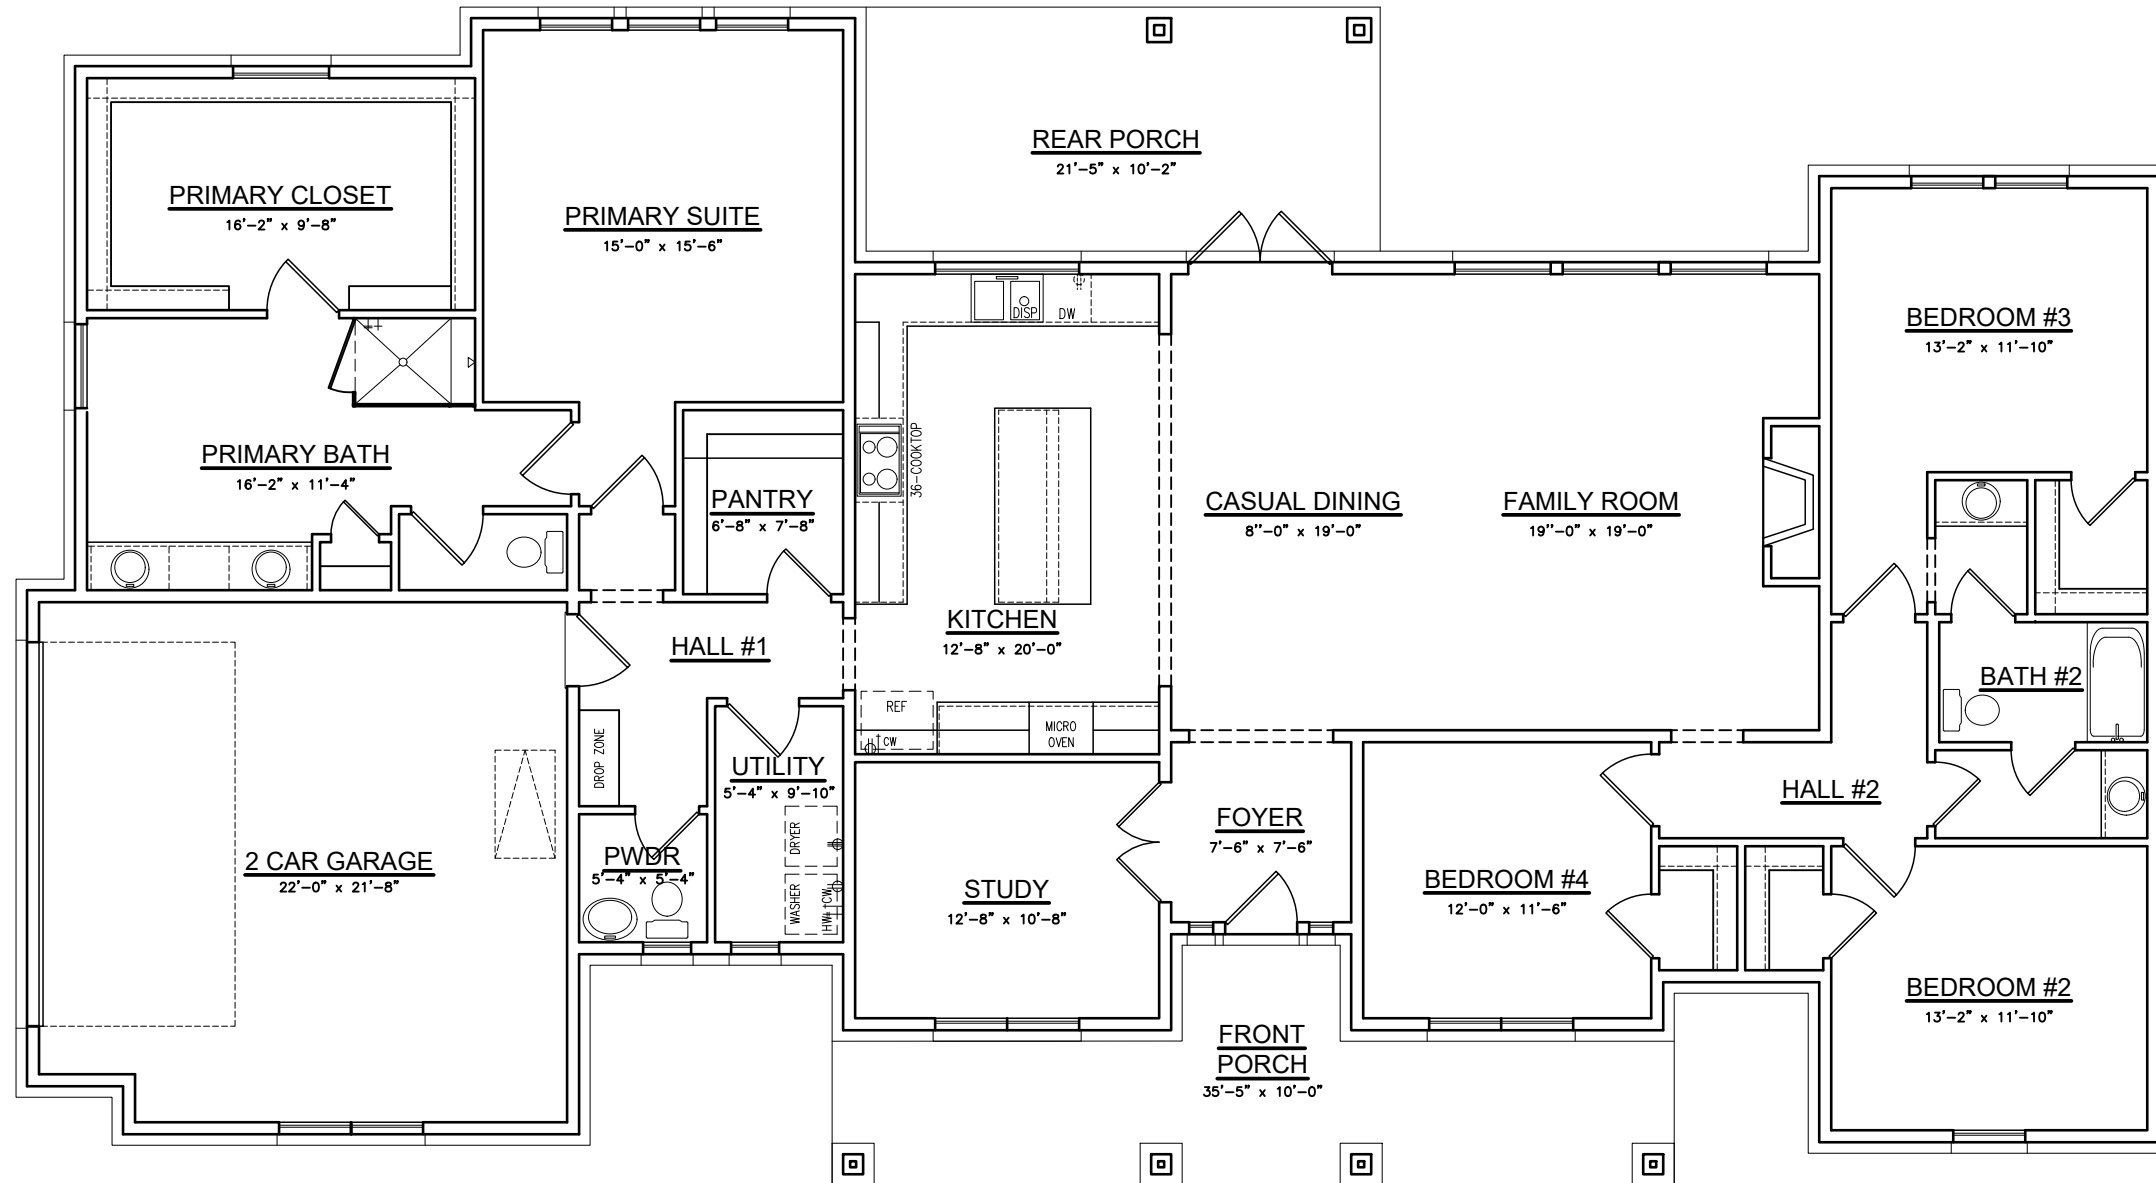 REAR PORCH
21'-5" x 10'-2"
PRIMARY CLOSET
16'-2" x 9'-8"
PRIMARY SUITE
15'-0" x 15'-6"
DISP
DW
BEDROOM #3
13'-2" x 11'-10"
PRIMARY BATH
16'-2" x 11'-4"
36-COOKTOP
PANTRY
6'-8" x 7'-8"
CASUAL DINING
8''-0" x 19'-0"
FAMILY ROOM
19''-0" x 19'-0"
KITCHEN
12'-8" x 20'-0"
HALL #1
BATH #2
REF
CW
MICRO
OVEN
DROP ZONE
UTILITY
5'-4" x 9'-10"
HALL #2
FOYER
7'-6" x 7'-6"
DRYER
WASHER
HW
CW
2 CAR GARAGE
22'-0" x 21'-8"
PWDR
5'-4" x 5'-4"
STUDY
12'-8" x 10'-8"
BEDROOM #4
12'-0" x 11'-6"
BEDROOM #2
13'-2" x 11'-10"
FRONT
PORCH
35'-5" x 10'-0"